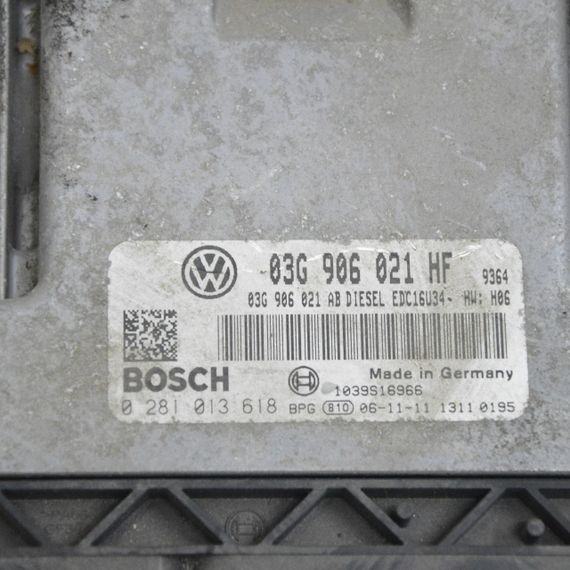 03G 906 021 HF 9364
03G 906 021 AB DIESEL EDC16U34- HW: H06
BOSCH Made in Germany
1039S16966
0 281 013 618 BPG 810 06-11-11 1311 0195